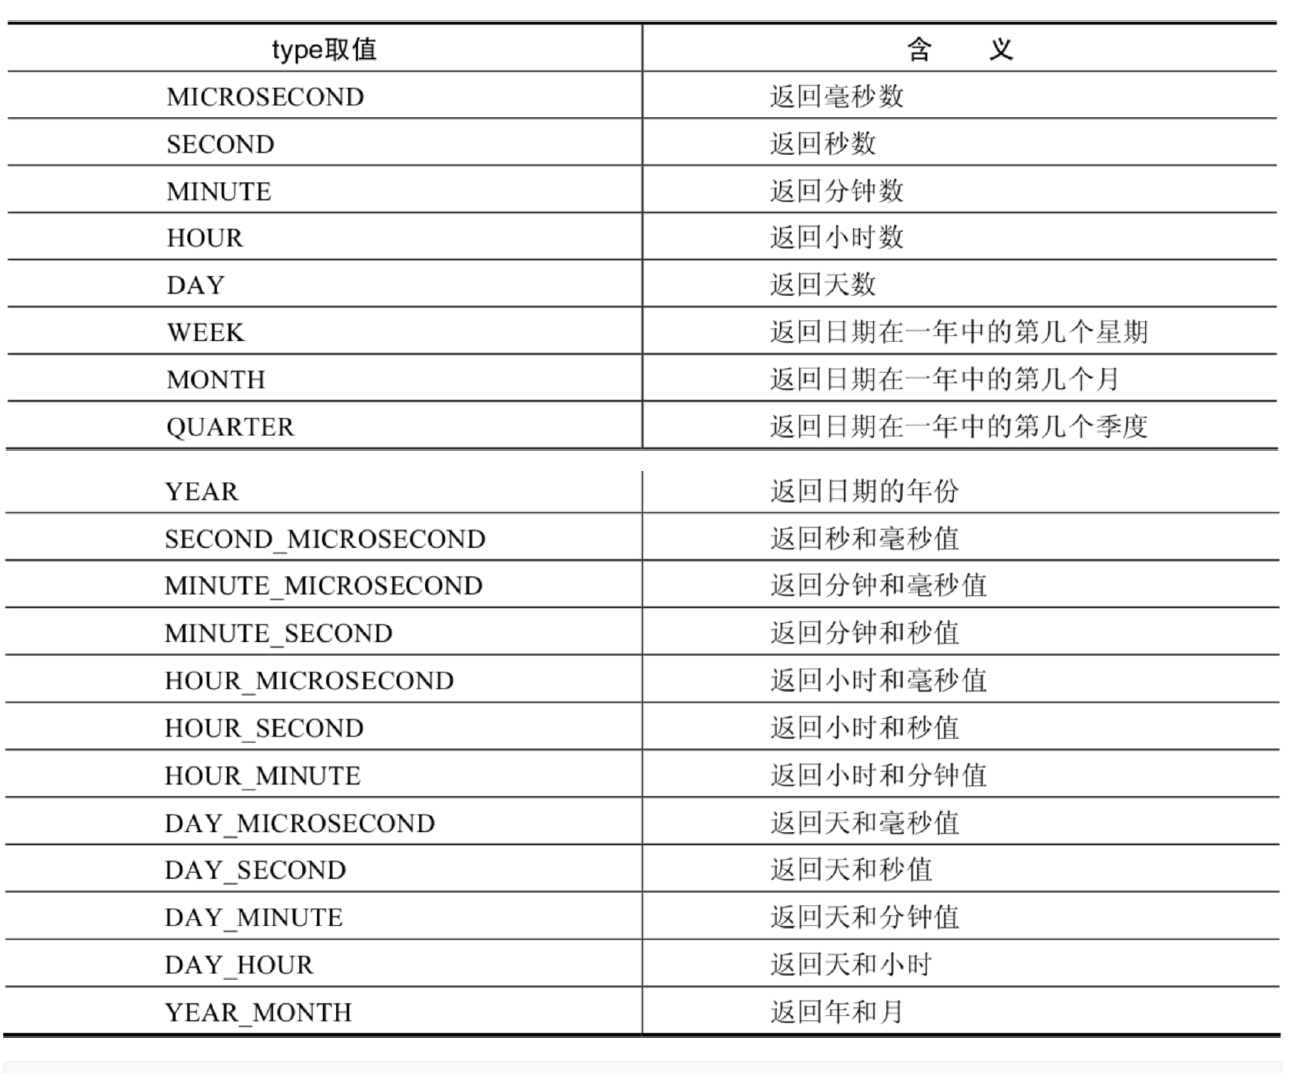 type取值 含 义
MICROSECOND 返回毫秒数
SECOND 返回秒数
MINUTE 返回分钟数
HOUR 返回小时数
DAY 返回天数
WEEK 返回日期在一年中的第几个星期
MONTH 返回日期在一年中的第几个月
QUARTER 返回日期在一年中的第几个季度
YEAR 返回日期的年份
SECOND_MICROSECOND 返回秒和毫秒值
MINUTE_MICROSECOND 返回分钟和毫秒值
MINUTE_SECOND 返回分钟和秒值
HOUR_MICROSECOND 返回小时和毫秒值
HOUR_SECOND 返回小时和秒值
HOUR_MINUTE 返回小时和分钟值
DAY_MICROSECOND 返回天和毫秒值
DAY_SECOND 返回天和秒值
DAY_MINUTE 返回天和分钟值
DAY_HOUR 返回天和小时
YEAR_MONTH 返回年和月